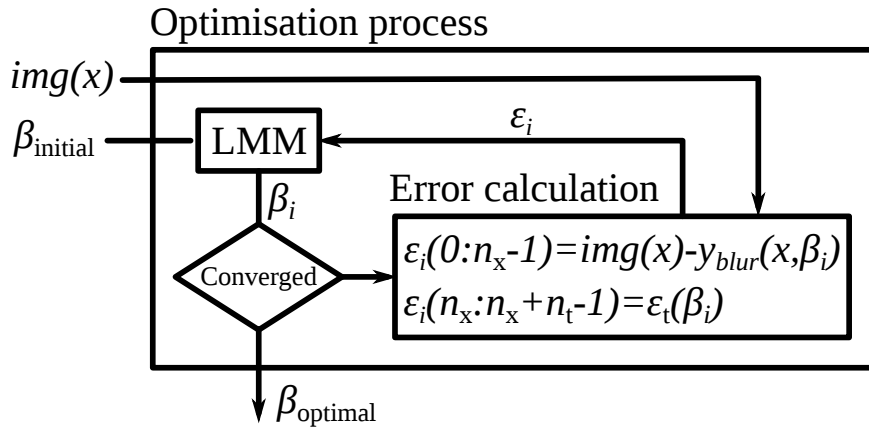 Optimisation process
img(x)
β_initial
LMM
ε_i
β_i
Error calculation
Converged
ε_i(0:n_x-1)=img(x)-y_blur(x,β_i)
ε_i(n_x:n_x+n_t-1)=ε_t(β_i)
β_optimal